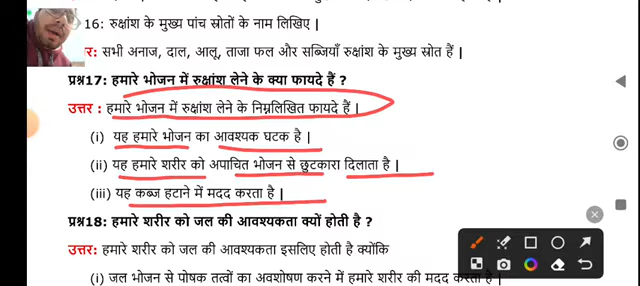 16: रुक्षांश के मुख्य पांच स्रोतों के नाम लिखिए |
र: सभी अनाज, दाल, आलू, ताजा फल और सब्जियाँ रुक्षांश के मुख्य स्रोत हैं |
प्रश्न17: हमारे भोजन में रुक्षांश लेने के क्या फायदे हैं ?
उत्तर : हमारे भोजन में रुक्षांश लेने के निम्नलिखित फायदे हैं |
(i) यह हमारे भोजन का आवश्यक घटक है |
(ii) यह हमारे शरीर को अपाचित भोजन से छुटकारा दिलाता है |
(iii) यह कब्ज हटाने में मदद करता है |
प्रश्न18: हमारे शरीर को जल की आवश्यकता क्यों होती है ?
उत्तर: हमारे शरीर को जल की आवश्यकता इसलिए होती है क्योंकि
(i) जल भोजन से पोषक तत्वों का अवशोषण करने में हमारे शरीर की मदद करता है |